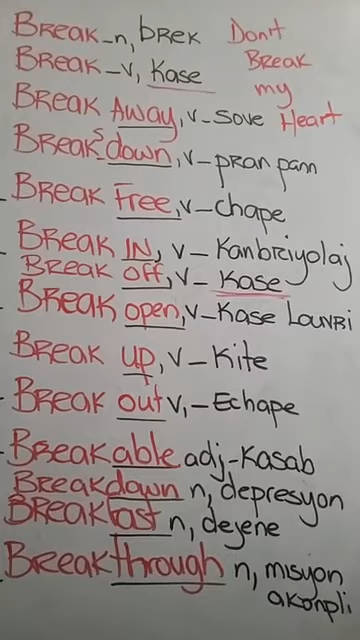 Break - n, brek
Don't
Break
my
Heart
Break - v, Kase
Break Away, v - sove
Breaks down, v - pran pann
Break Free, v - chape
Break IN, v - Kanbriyolaj
Break off, v - Kase
Break open, v - Kase Louvri
Break up, v - Kite
Break out v, - Echape
Breakable adj - Kasab
Breakdown n, depresyon
Breakfast n, dejene
Breakthrough n, misyon
akonpli